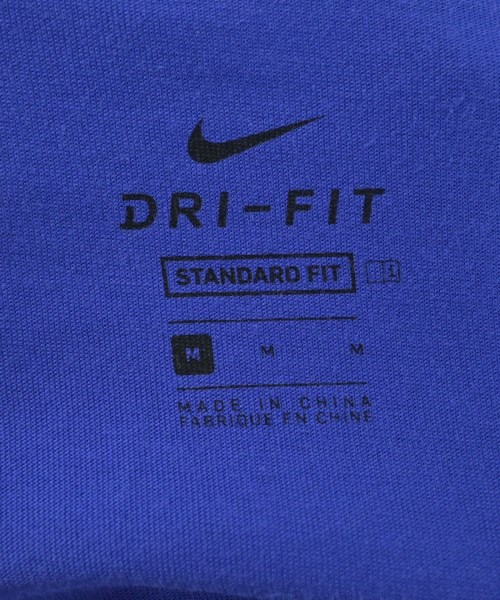 DRI-FIT
STANDARD FIT
M M M
MADE IN CHINA
FABRIQUE EN CHINE